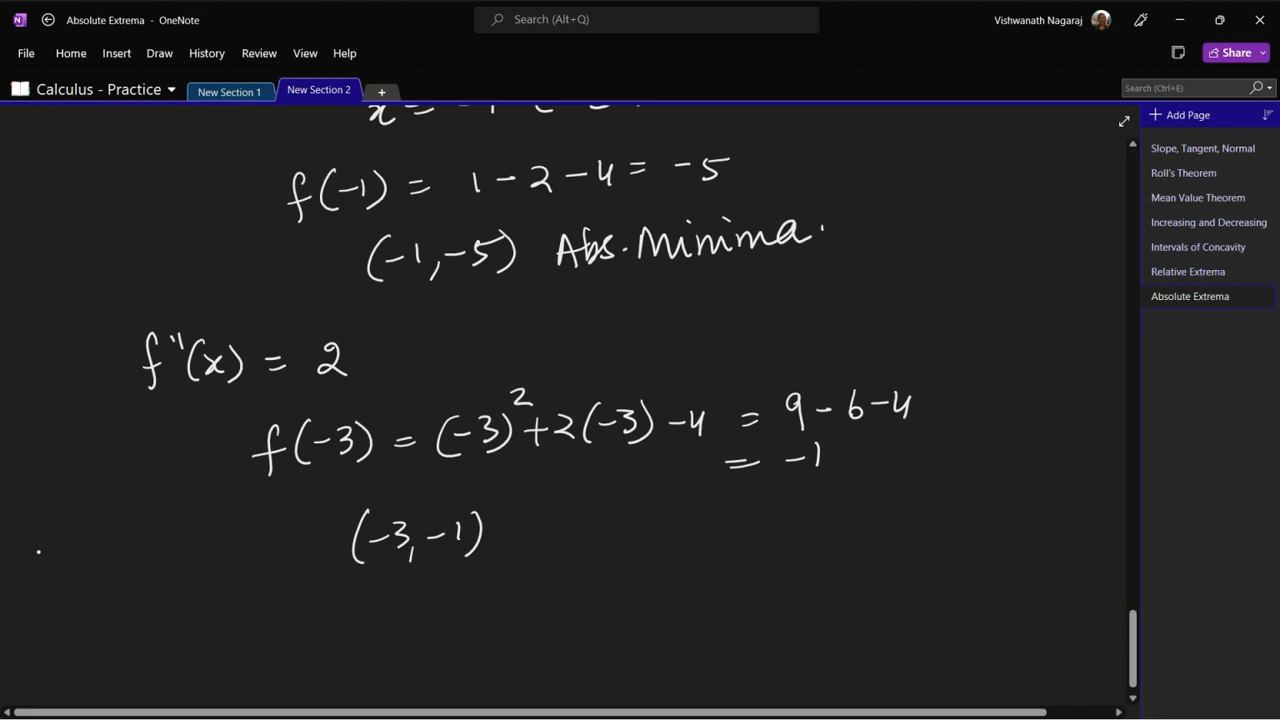 Absolute Extrema - OneNote
Search (Alt+Q)
Vishwanath Nagaraj
File Home Insert Draw History Review View Help
Share
Calculus - Practice
New Section 1
New Section 2
Search (Ctrl+E)
Add Page
Slope, Tangent, Normal
Roll's Theorem
Mean Value Theorem
Increasing and Decreasing
Intervals of Concavity
Relative Extrema
Absolute Extrema
f(-1) = 1 - 2 - 4 = -5
(-1, -5) Abs. Minima.
f''(x) = 2
f(-3) = (-3)² + 2(-3) - 4 = 9 - 6 - 4
= -1
(-3, -1)